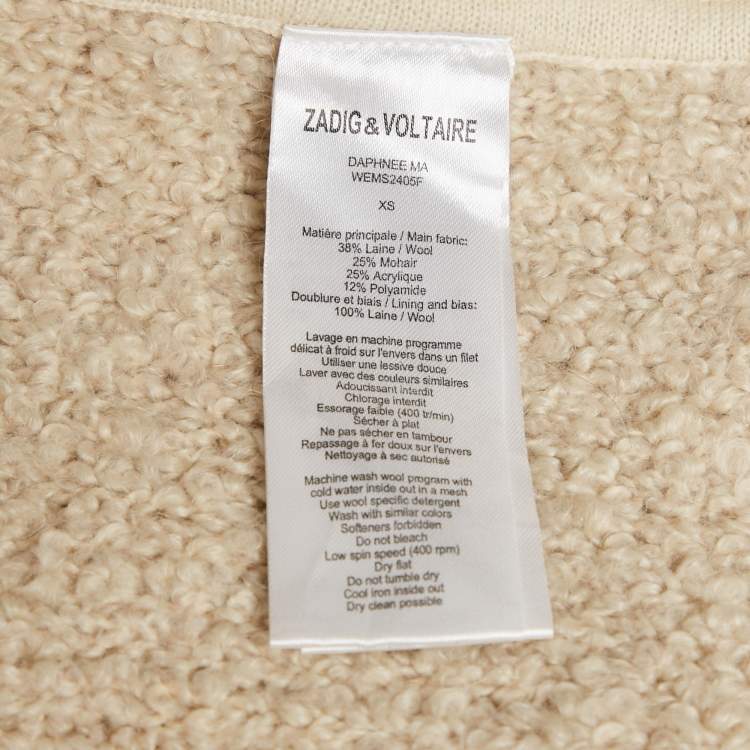 ZADIG & VOLTAIRE
DAPHNEE MA
WEMS2405F
XS
Matière principale / Main fabric:
38% Laine / Wool
25% Mohair
25% Acrylique
12% Polyamide
Doublure et biais / Lining and bias:
100% Laine / Wool
Lavage en machine programme
délicat à froid sur l'envers dans un filet
Utiliser une lessive douce
Laver avec des couleurs similaires
Adoucissant interdit
Chlorage interdit
Essorage faible (400 tr/min)
Sécher à plat
Ne pas sécher en tambour
Repassage à fer doux sur l'envers
Nettoyage à sec autorisé
Machine wash wool program with
cold water inside out in a mesh
Use wool specific detergent
Wash with similar colors
Softeners forbidden
Do not bleach
Low spin speed (400 rpm)
Dry flat
Do not tumble dry
Cool iron inside out
Dry clean possible